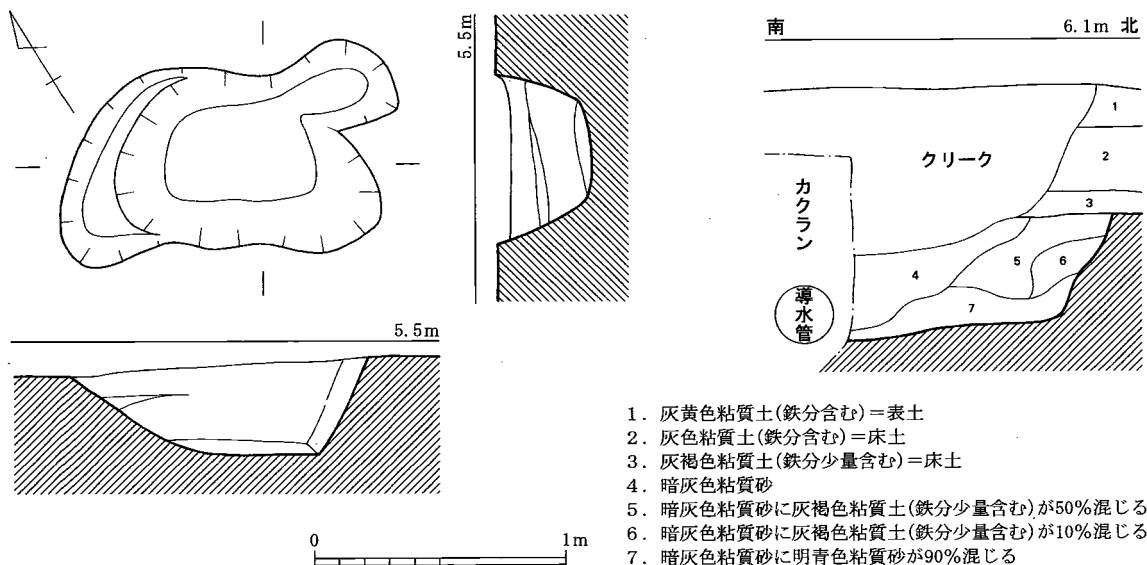 5.5m
5.5m
南
6.1m 北
クリーク
カクラン
導水管
1
2
3
4
5
6
7
0
1m
1. 灰黄色粘質土(鉄分含む)=表土
2. 灰色粘質土(鉄分含む)=床土
3. 灰褐色粘質土(鉄分少量含む)=床土
4. 暗灰色粘質砂
5. 暗灰色粘質砂に灰褐色粘質土(鉄分少量含む)が50%混じる
6. 暗灰色粘質砂に灰褐色粘質土(鉄分少量含む)が10%混じる
7. 暗灰色粘質砂に明青色粘質砂が90%混じる